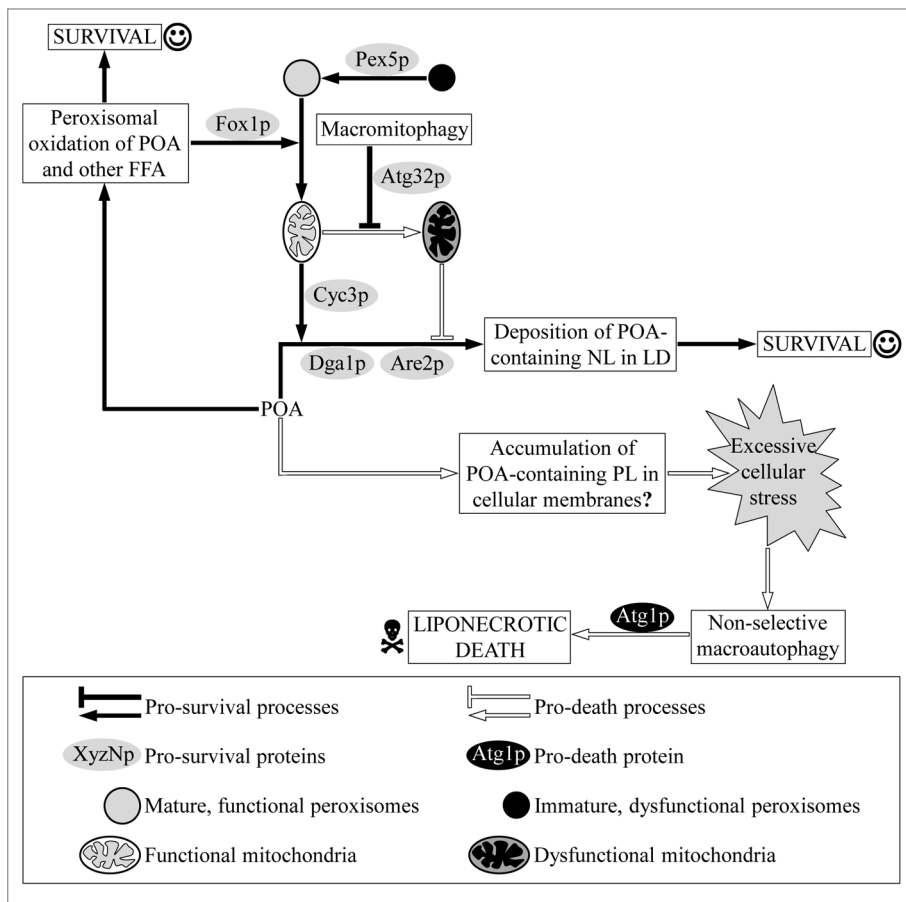 SURVIVAL
Pex5p
Peroxisomal
oxidation of POA
and other FFA
Fox1p
Macromitophagy
Atg32p
Cyc3p
Deposition of POA-
containing NL in LD
SURVIVAL
Dga1p
Are2p
POA
Accumulation of
POA-containing PL in
cellular membranes?
Excessive
cellular
stress
LIPONECROTIC
DEATH
Atg1p
Non-selective
macroautophagy
Pro-survival processes
Pro-death processes
XyzNp
Pro-survival proteins
Atg1p
Pro-death protein
Mature, functional peroxisomes
Immature, dysfunctional peroxisomes
Functional mitochondria
Dysfunctional mitochondria